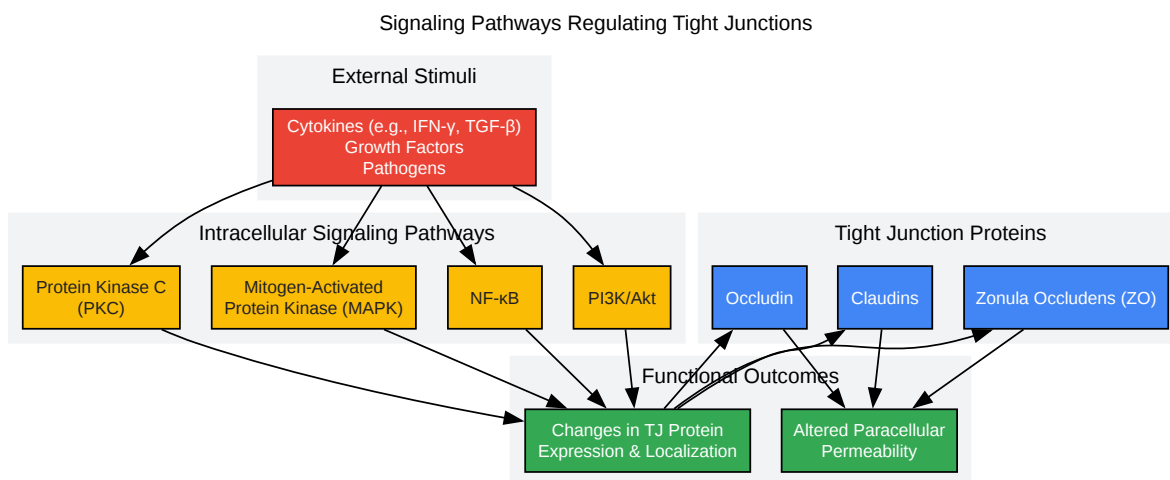 Signaling Pathways Regulating Tight Junctions
External Stimuli
Cytokines (e.g., IFN-γ, TGF-β)
Growth Factors
Pathogens
Intracellular Signaling Pathways
Protein Kinase C
(PKC)
Mitogen-Activated
Protein Kinase (MAPK)
NF-κB
PI3K/Akt
Tight Junction Proteins
Occludin
Claudins
Zonula Occludens (ZO)
Functional Outcomes
Changes in TJ Protein
Expression & Localization
Altered Paracellular
Permeability